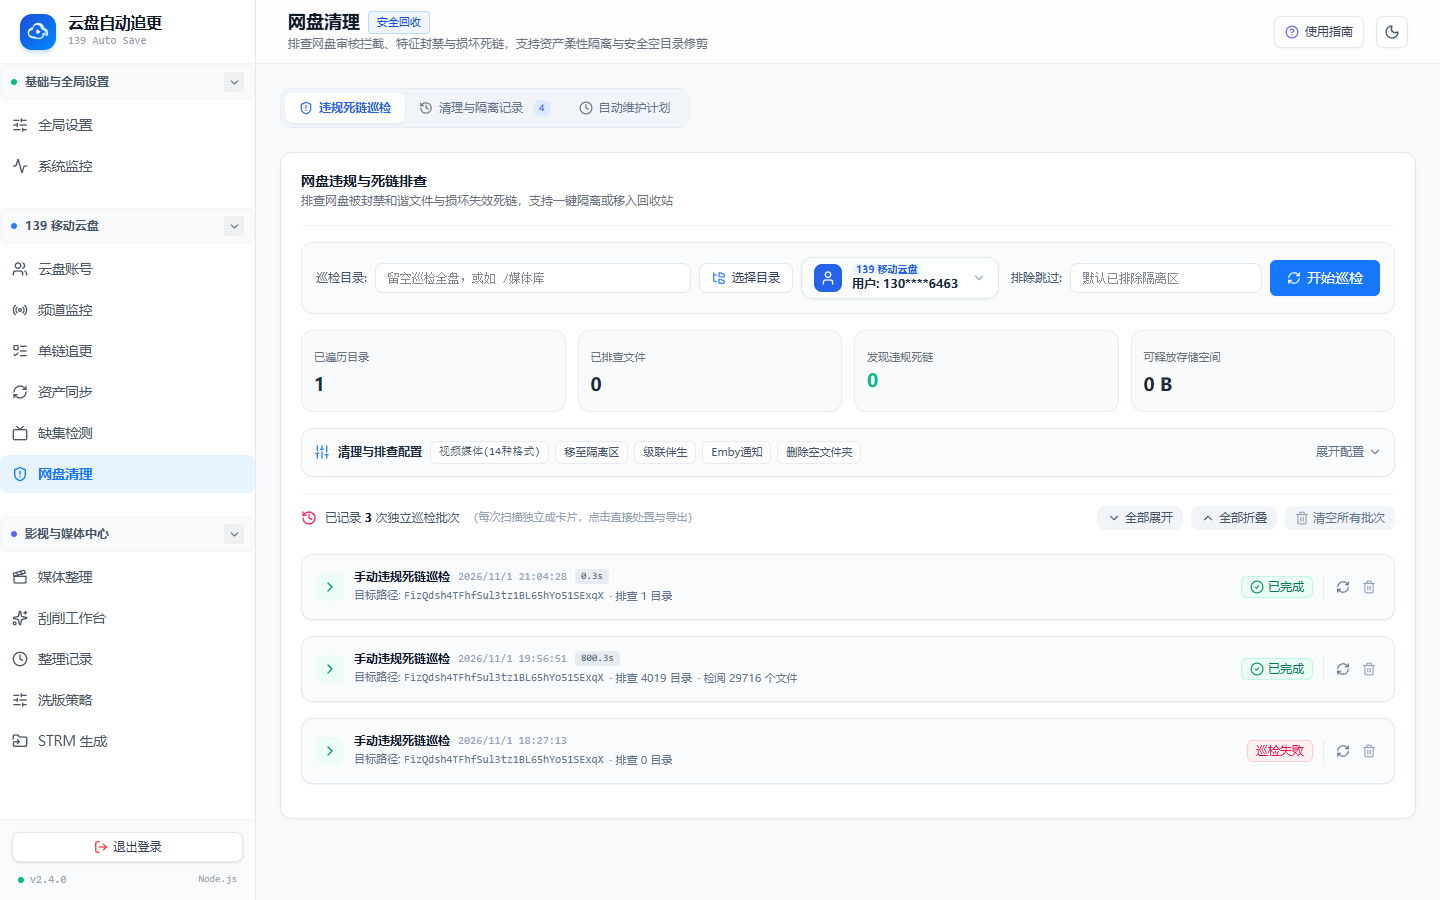 云盘自动追更
139 Auto Save
基础与全局设置
全局设置
系统监控
139 移动云盘
云盘账号
频道监控
单链追更
资产同步
缺集检测
网盘清理
影视与媒体中心
媒体整理
刮削工作台
整理记录
洗版策略
STRM 生成
退出登录
v2.4.0
Node.js
网盘清理
安全回收
排查网盘审核拦截、特征封禁与损坏死链，支持资产柔性隔离与安全空目录修剪
使用指南
违规死链巡检
清理与隔离记录 4
自动维护计划
网盘违规与死链排查
排查网盘被封禁和谐文件与损坏失效死链，支持一键隔离或移入回收站
巡检目录:
留空巡检全盘，或如 /媒体库
选择目录
139 移动云盘
用户: 130****6463
排除跳过:
默认已排除隔离区
开始巡检
已遍历目录
1
已排查文件
0
发现违规死链
0
可释放存储空间
0 B
清理与排查配置
视频媒体(14种格式)
移至隔离区
级联伴生
Emby通知
删除空文件夹
展开配置
已记录 3 次独立巡检批次
(每次扫描独立成卡片，点击直接处置与导出)
全部展开
全部折叠
清空所有批次
手动违规死链巡检 2026/11/1 21:04:28 0.3s
目标路径: FizQdsh4TFhfSul3tz1BL65hYo51SExqX · 排查 1 目录
已完成
手动违规死链巡检 2026/11/1 19:56:51 800.3s
目标路径: FizQdsh4TFhfSul3tz1BL65hYo51SExqX · 排查 4019 目录 · 检阅 29716 个文件
已完成
手动违规死链巡检 2026/11/1 18:27:13
目标路径: FizQdsh4TFhfSul3tz1BL65hYo51SExqX · 排查 0 目录
巡检失败